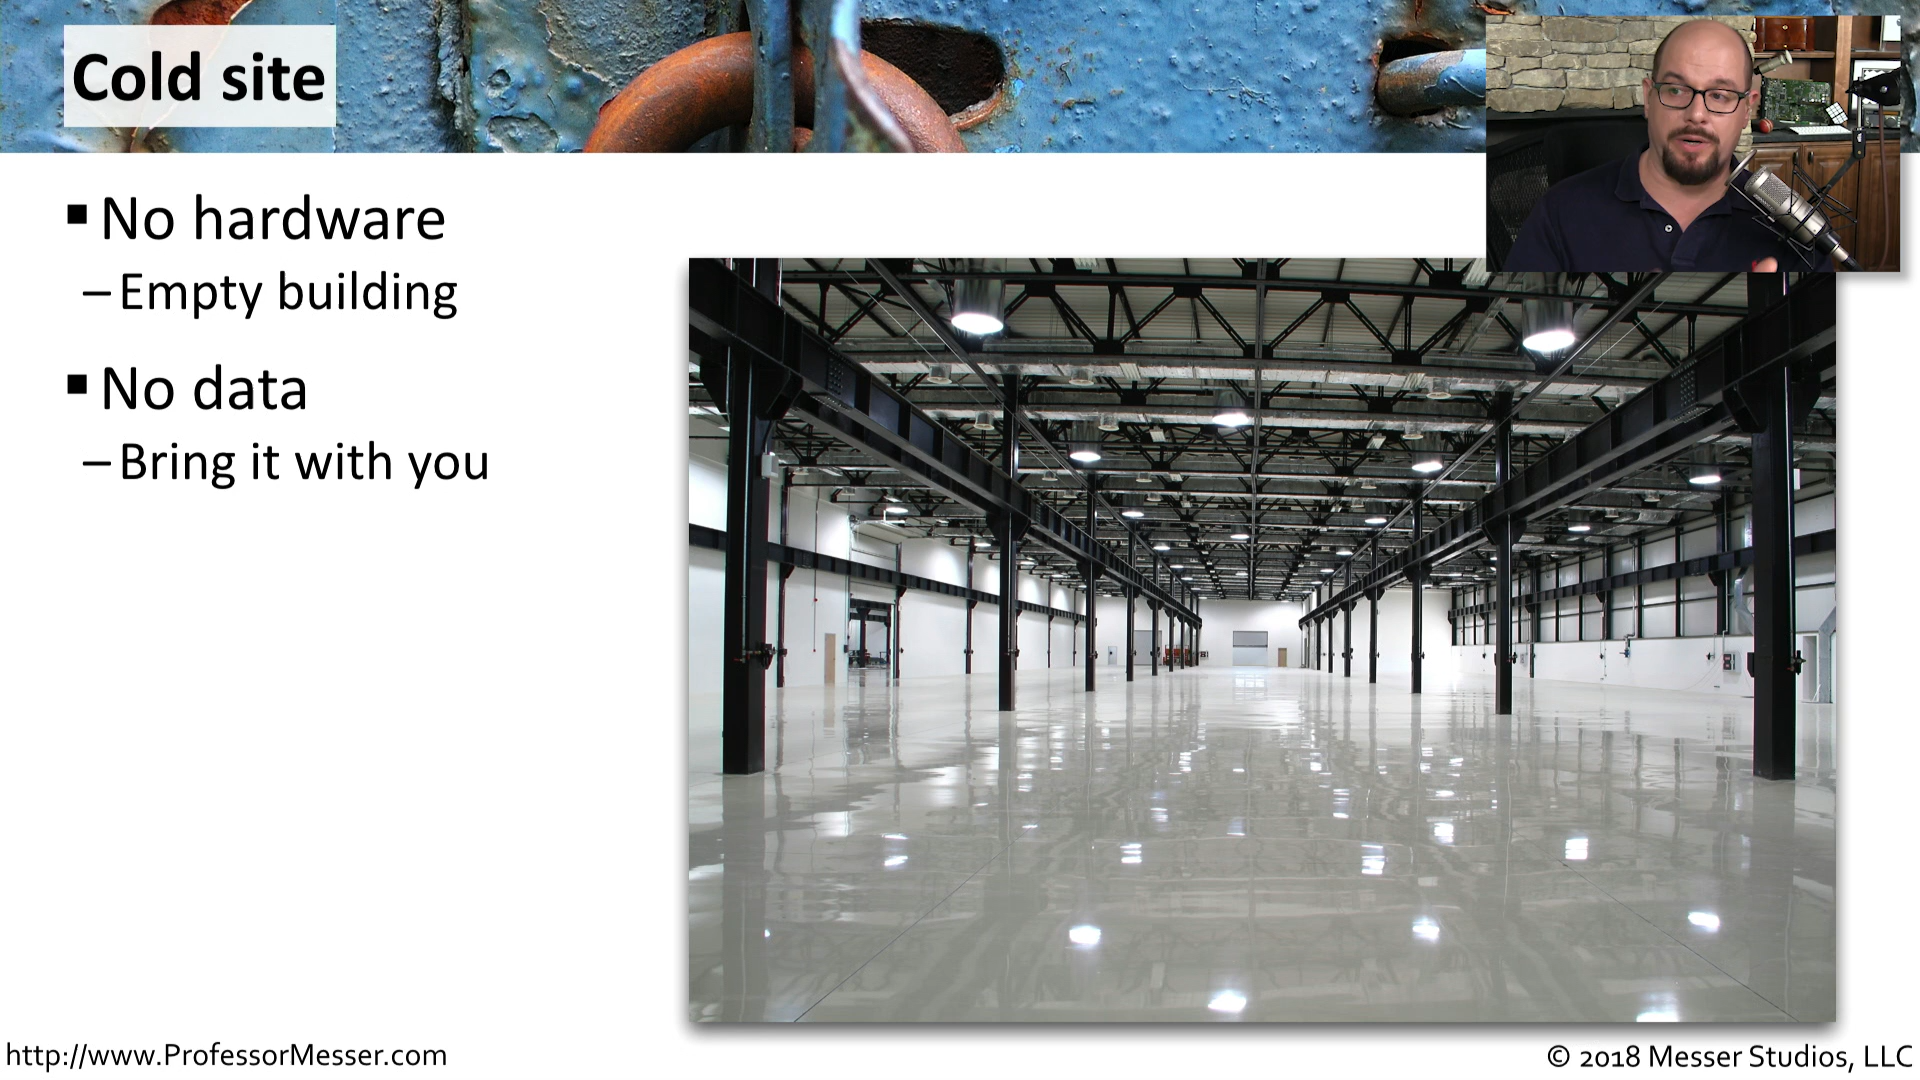 Cold site
▪ No hardware
– Empty building
▪ No data
– Bring it with you
http://www.ProfessorMesser.com
© 2018 Messer Studios, LLC